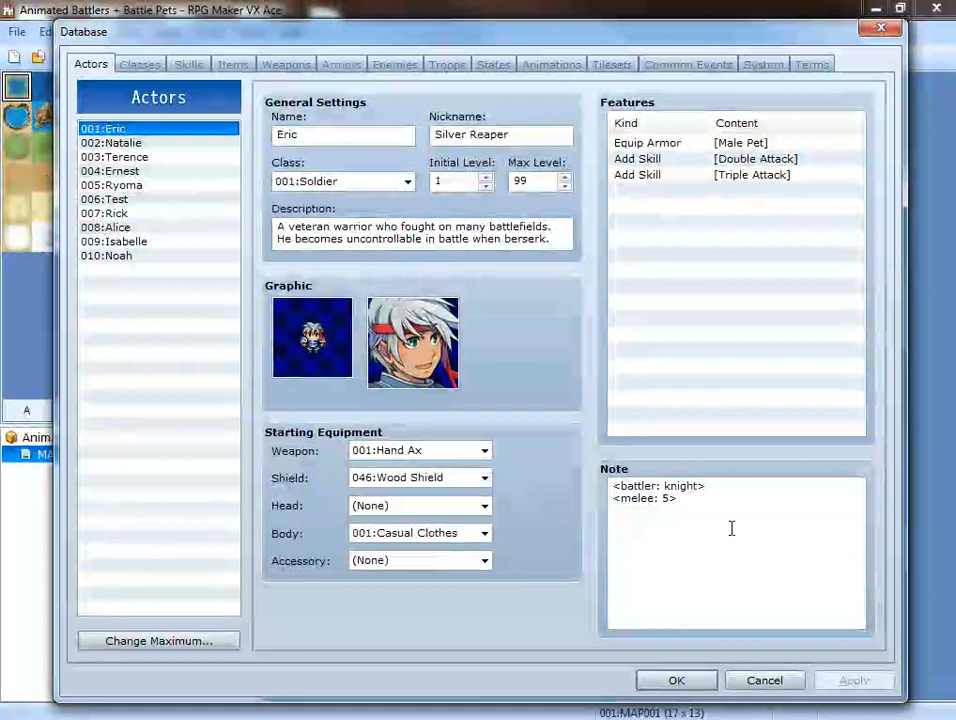 Animated Battlers + Battle Pets - RPG Maker VX Ace
File
Database
Actors Classes Skills Items Weapons Armors Enemies Troops States Animations Tilesets Common Events System Terms
Actors
001:Eric
002:Natalie
003:Terence
004:Ernest
005:Ryoma
006:Test
007:Rick
008:Alice
009:Isabelle
010:Noah
Change Maximum...
General Settings
Name:
Nickname:
Eric
Silver Reaper
Class:
Initial Level:
Max Level:
001:Soldier
1
99
Description:
A veteran warrior who fought on many battlefields.
He becomes uncontrollable in battle when berserk.
Graphic
Starting Equipment
Weapon: 001:Hand Ax
Shield: 046:Wood Shield
Head: (None)
Body: 001:Casual Clothes
Accessory: (None)
Features
Kind Content
Equip Armor [Male Pet]
Add Skill [Double Attack]
Add Skill [Triple Attack]
Note
<battler: knight>
<melee: 5>
OK Cancel Apply
A
001:MAP001 (17 x 13)